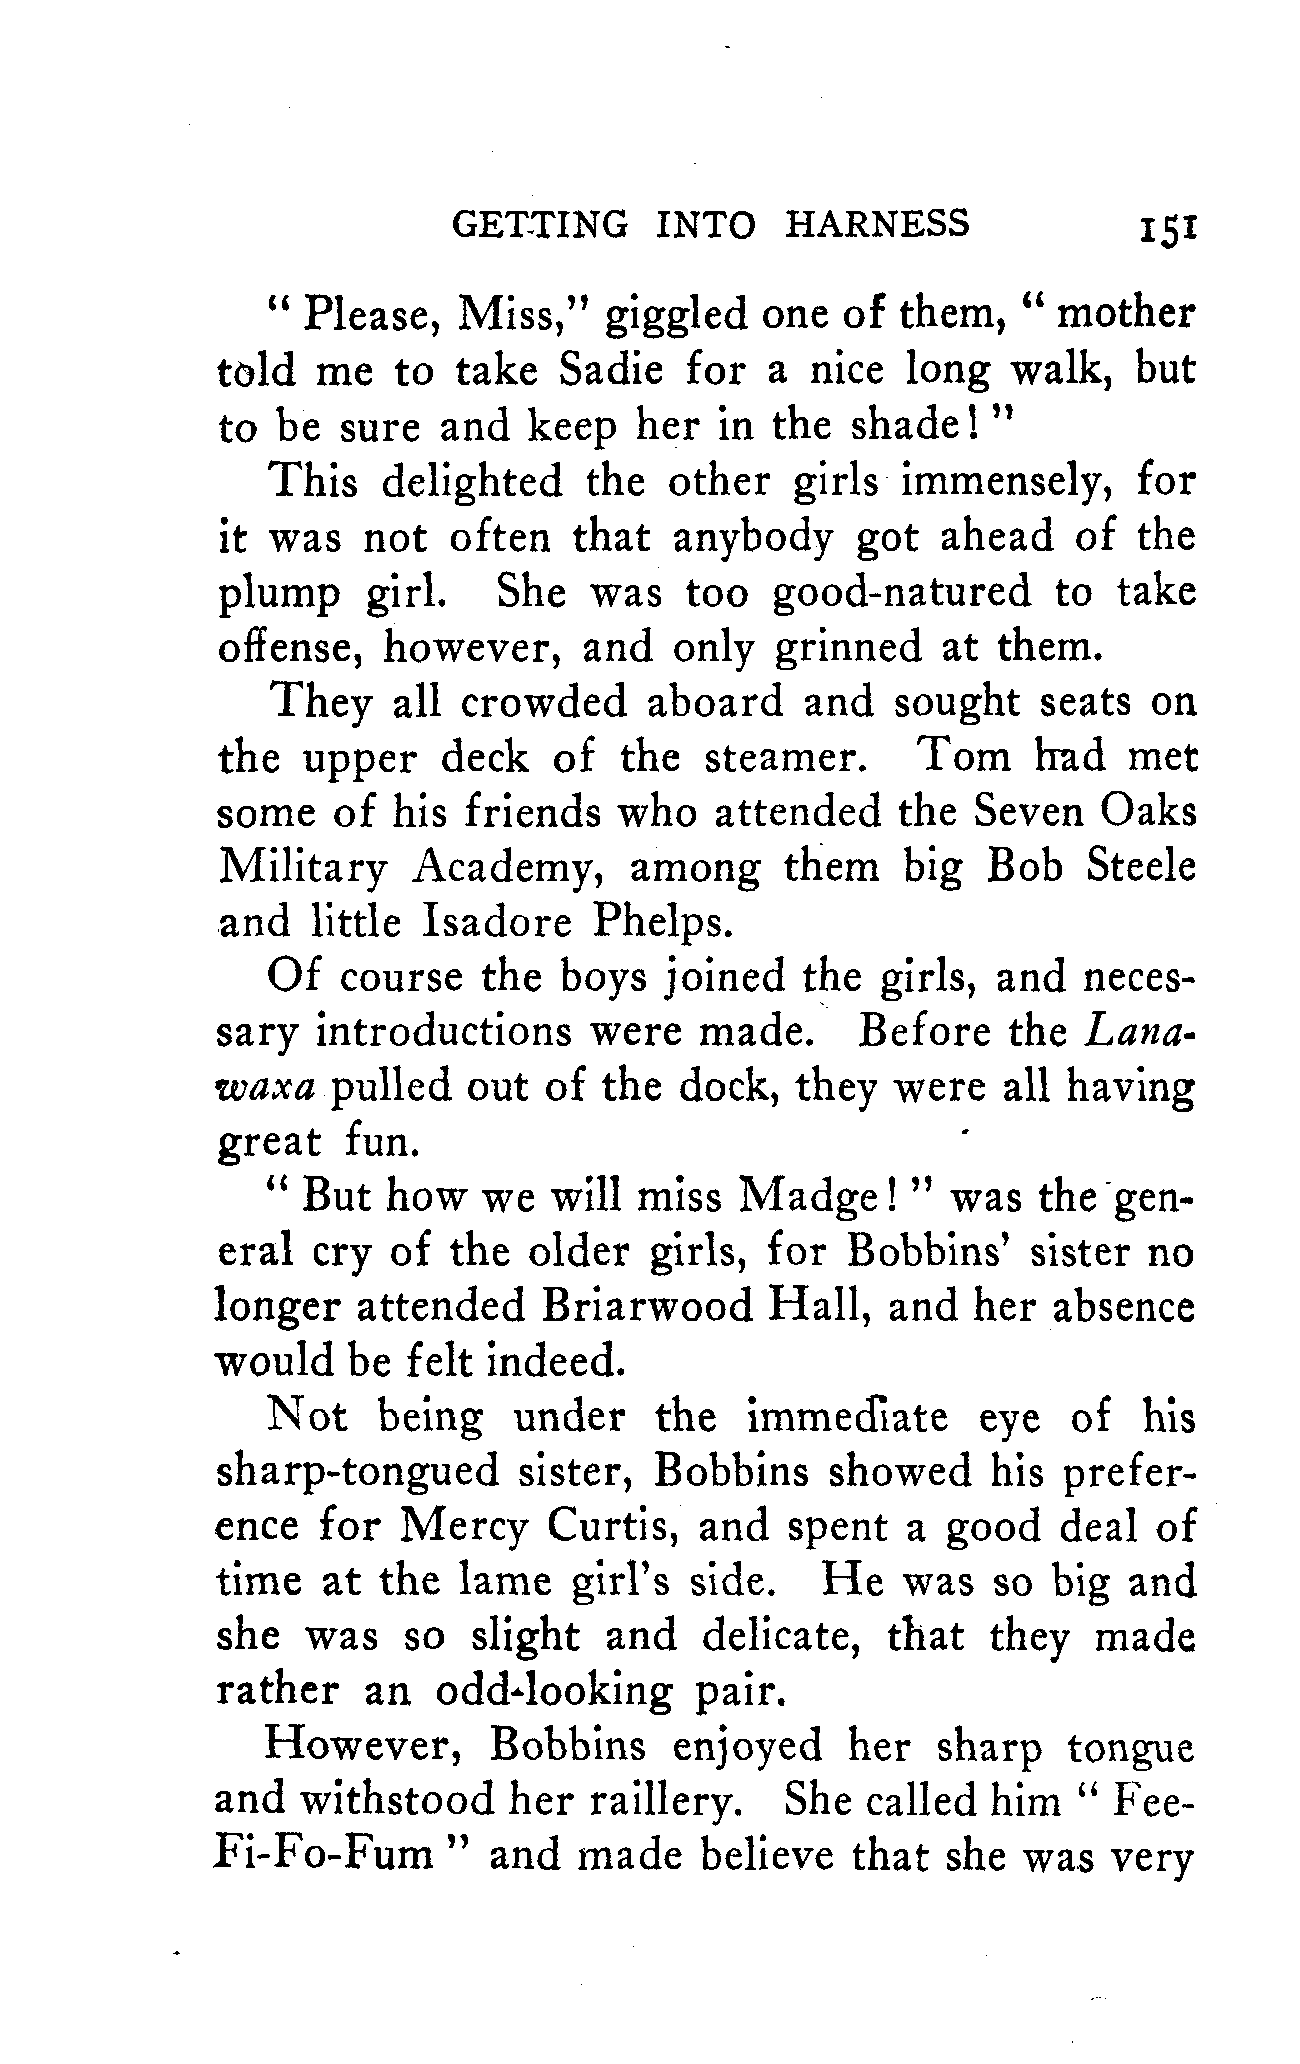 GETTING INTO HARNESS 151
" Please, Miss," giggled one of them, " mother
told me to take Sadie for a nice long walk, but
to be sure and keep her in the shade! "
This delighted the other girls immensely, for
it was not often that anybody got ahead of the
plump girl. She was too good-natured to take
offense, however, and only grinned at them.
They all crowded aboard and sought seats on
the upper deck of the steamer. Tom had met
some of his friends who attended the Seven Oaks
Military Academy, among them big Bob Steele
and little Isadore Phelps.
Of course the boys joined the girls, and neces-
sary introductions were made. Before the Lana-
waxa pulled out of the dock, they were all having
great fun.
" But how we will miss Madge! " was the gen-
eral cry of the older girls, for Bobbins' sister no
longer attended Briarwood Hall, and her absence
would be felt indeed.
Not being under the immediate eye of his
sharp-tongued sister, Bobbins showed his prefer-
ence for Mercy Curtis, and spent a good deal of
time at the lame girl's side. He was so big and
she was so slight and delicate, that they made
rather an odd-looking pair.
However, Bobbins enjoyed her sharp tongue
and withstood her raillery. She called him " Fee-
Fi-Fo-Fum " and made believe that she was very